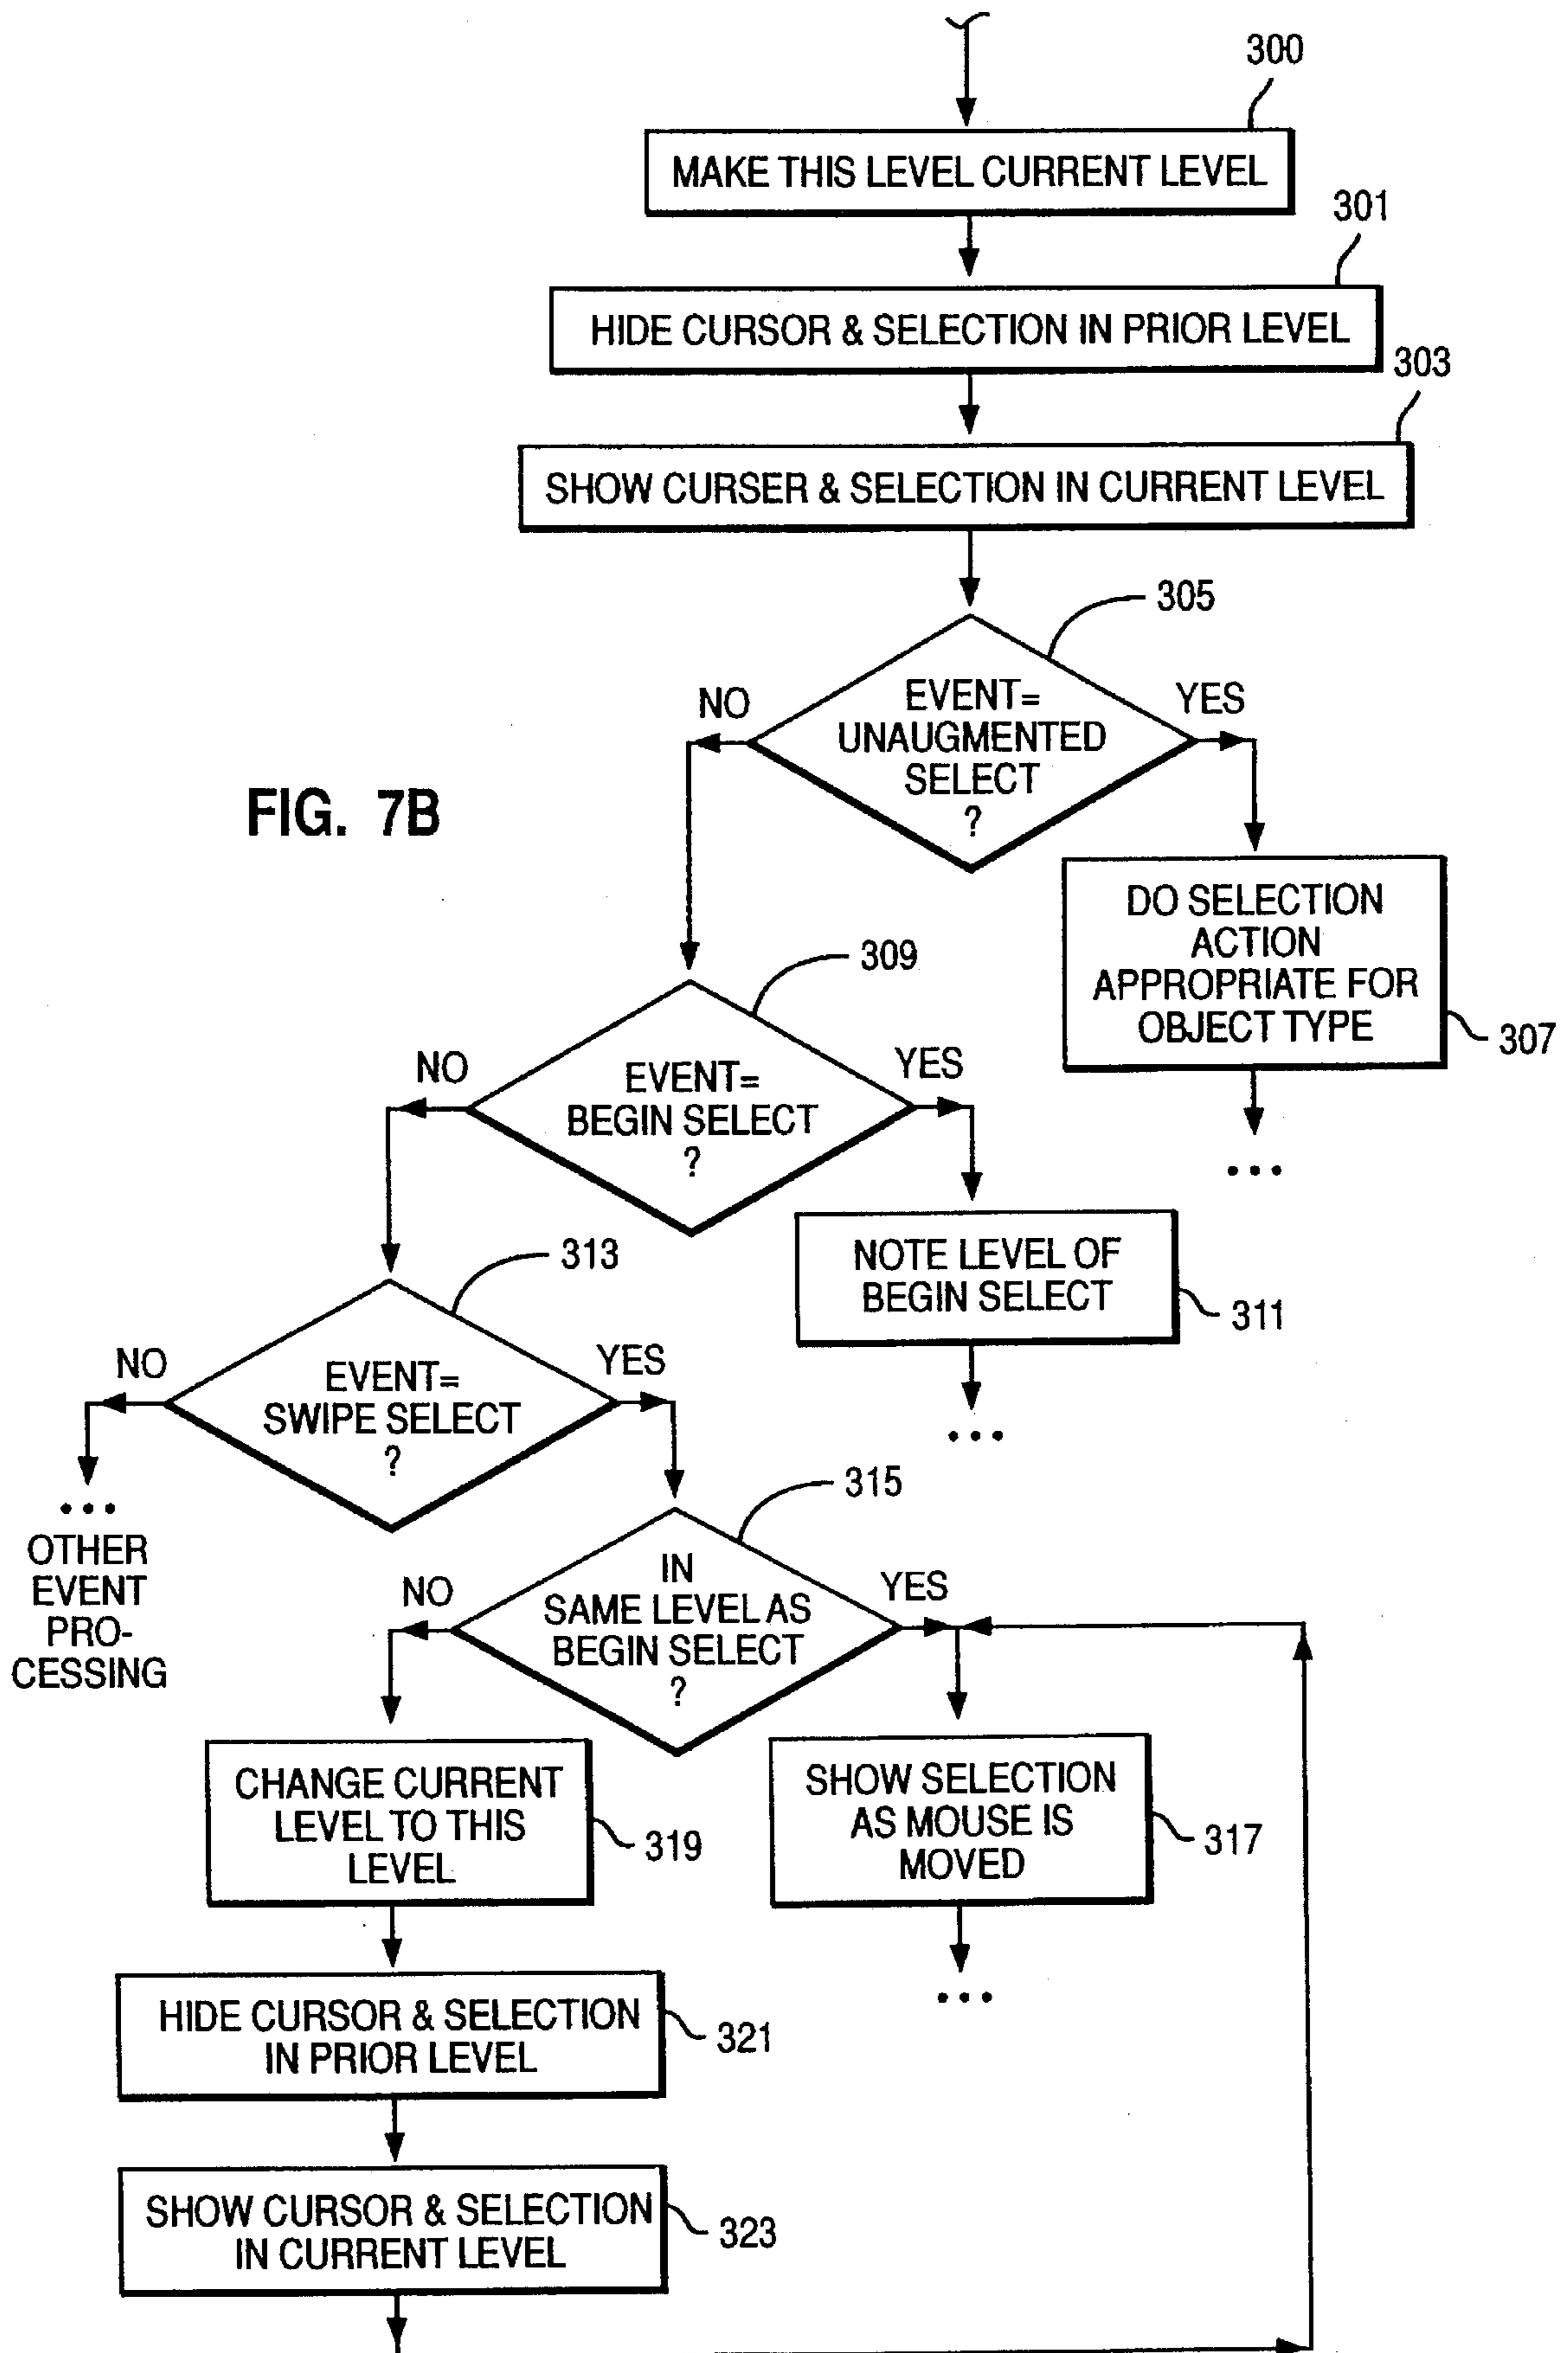 300
MAKE THIS LEVEL CURRENT LEVEL
301
HIDE CURSOR & SELECTION IN PRIOR LEVEL
303
SHOW CURSER & SELECTION IN CURRENT LEVEL
305
NO
YES
EVENT=
UNAUGMENTED
SELECT
?
FIG. 7B
DO SELECTION
ACTION
APPROPRIATE FOR
OBJECT TYPE
307
...
309
NO
YES
EVENT=
BEGIN SELECT
?
NOTE LEVEL OF
BEGIN SELECT
311
...
313
NO
YES
EVENT=
SWIPE SELECT
?
...
OTHER
EVENT
PRO-
CESSING
315
NO
YES
IN
SAME LEVEL AS
BEGIN SELECT
?
CHANGE CURRENT
LEVEL TO THIS
LEVEL
319
SHOW SELECTION
AS MOUSE IS
MOVED
317
...
HIDE CURSOR & SELECTION
IN PRIOR LEVEL
321
SHOW CURSOR & SELECTION
IN CURRENT LEVEL
323